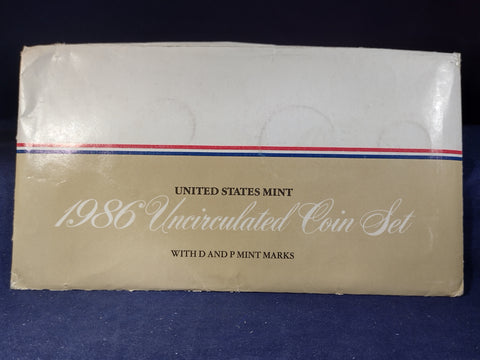 UNITED STATES MINT
1986 Uncirculated Coin Set
WITH D AND P MINT MARKS